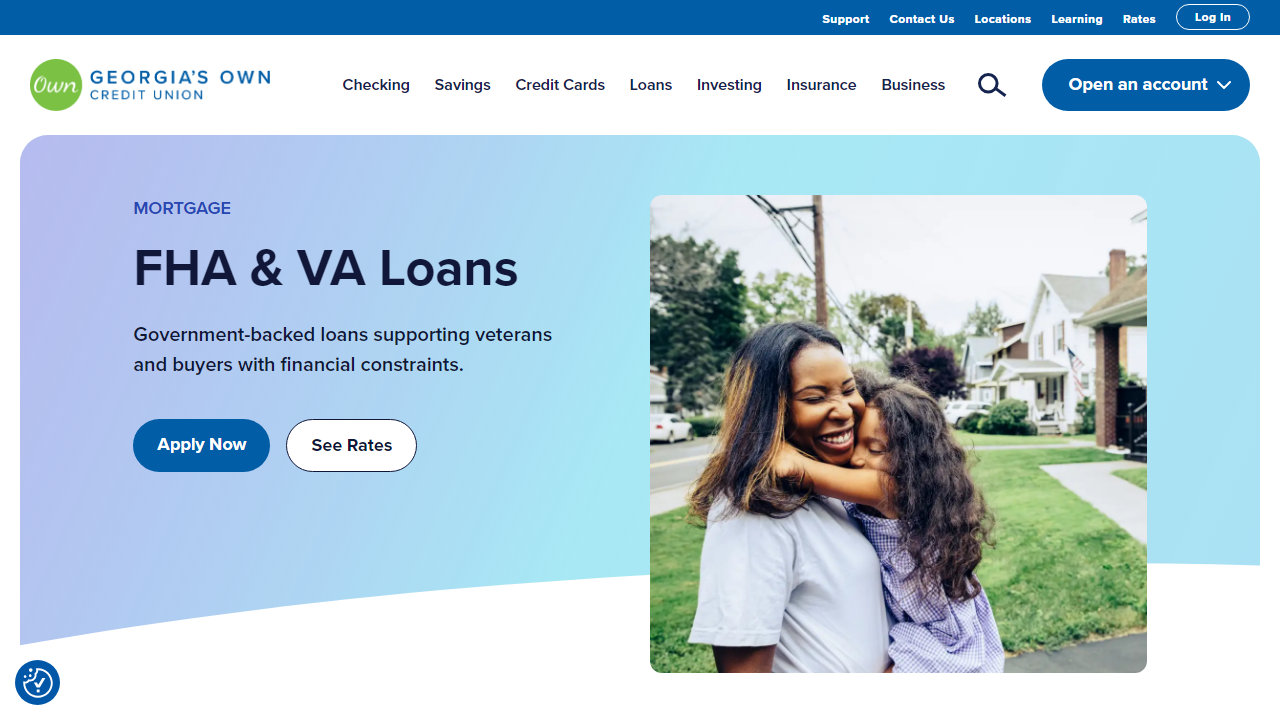 Support Contact Us Locations Learning Rates Log In
Own GEORGIA'S OWN
CREDIT UNION
Checking Savings Credit Cards Loans Investing Insurance Business Open an account
MORTGAGE
FHA & VA Loans
Government-backed loans supporting veterans
and buyers with financial constraints.
Apply Now See Rates